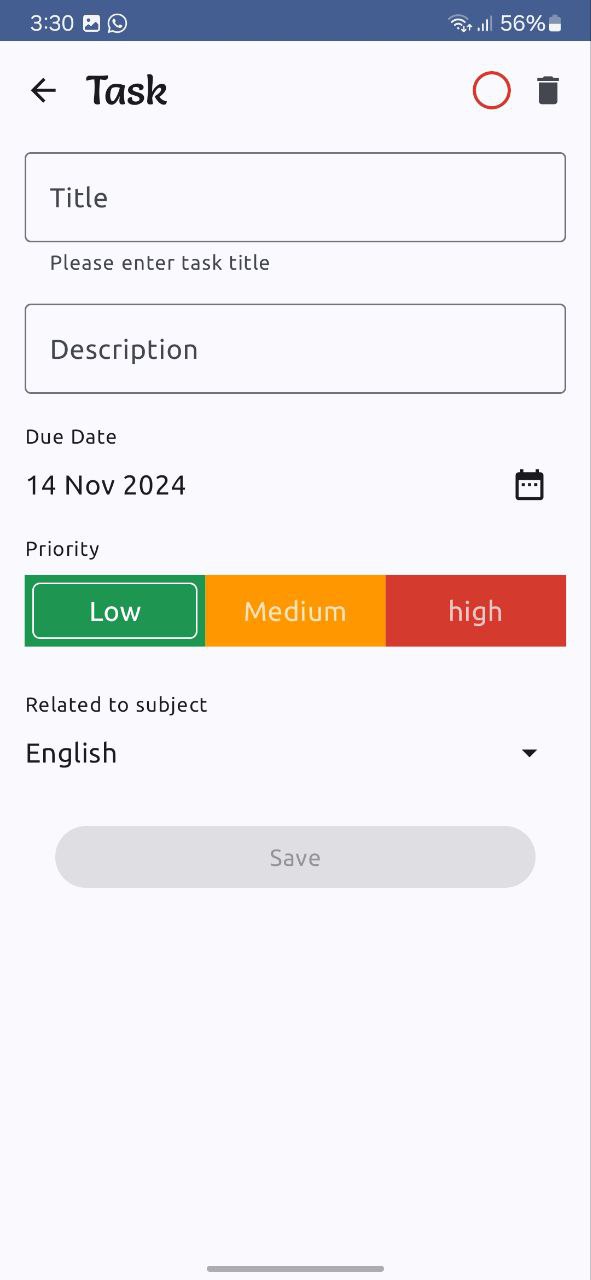 3:30 56%
Task
Title
Please enter task title
Description
Due Date
14 Nov 2024
Priority
Low Medium high
Related to subject
English
Save